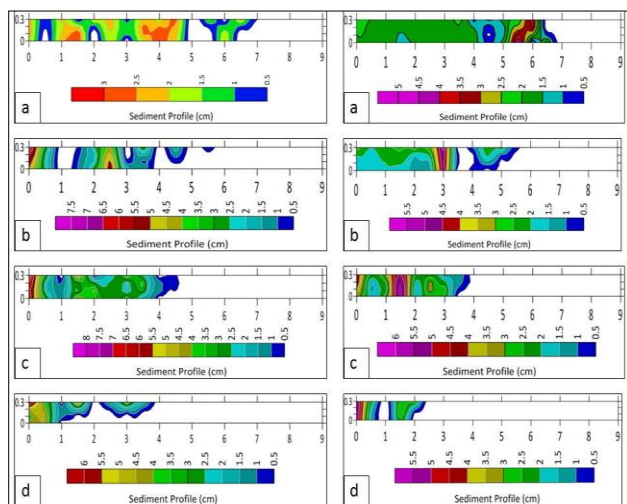 0.3
0
0 1 2 3 4 5 6 7 8 9
3 2.5 2 1.5 1 0.5
Sediment Profile (cm)
a
0.3
0
0 1 2 3 4 5 6 7 8 9
5 4.5 4 3.5 3 2.5 2 1.5 1 0.5
Sediment Profile (cm)
a
0.3
0
0 1 2 3 4 5 6 7 8 9
7.5 7 6.5 6 5.5 5 4.5 4 3.5 3 2.5 2 1.5 1 0.5
Sediment Profile (cm)
b
0.3
0
0 1 2 3 4 5 6 7 8 9
5.5 5 4.5 4 3.5 3 2.5 2 1.5 1 0.5
Sediment Profile (cm)
b
0.3
0
0 1 2 3 4 5 6 7 8 9
8 7.5 7 6.5 6 5.5 5 4.5 4 3.5 3 2.5 2 1.5 1 0.5
Sediment Profile (cm)
c
0.3
0
0 1 2 3 4 5 6 7 8 9
6 5.5 5 4.5 4 3.5 3 2.5 2 1.5 1 0.5
Sediment Profile (cm)
c
0.3
0
0 1 2 3 4 5 6 7 8 9
6 5.5 5 4.5 4 3.5 3 2.5 2 1.5 1 0.5
Sediment Profile (cm)
d
0.3
0
0 1 2 3 4 5 6 7 8 9
5.5 5 4.5 4 3.5 3 2.5 2 1.5 1 0.5
Sediment Profile (cm)
d